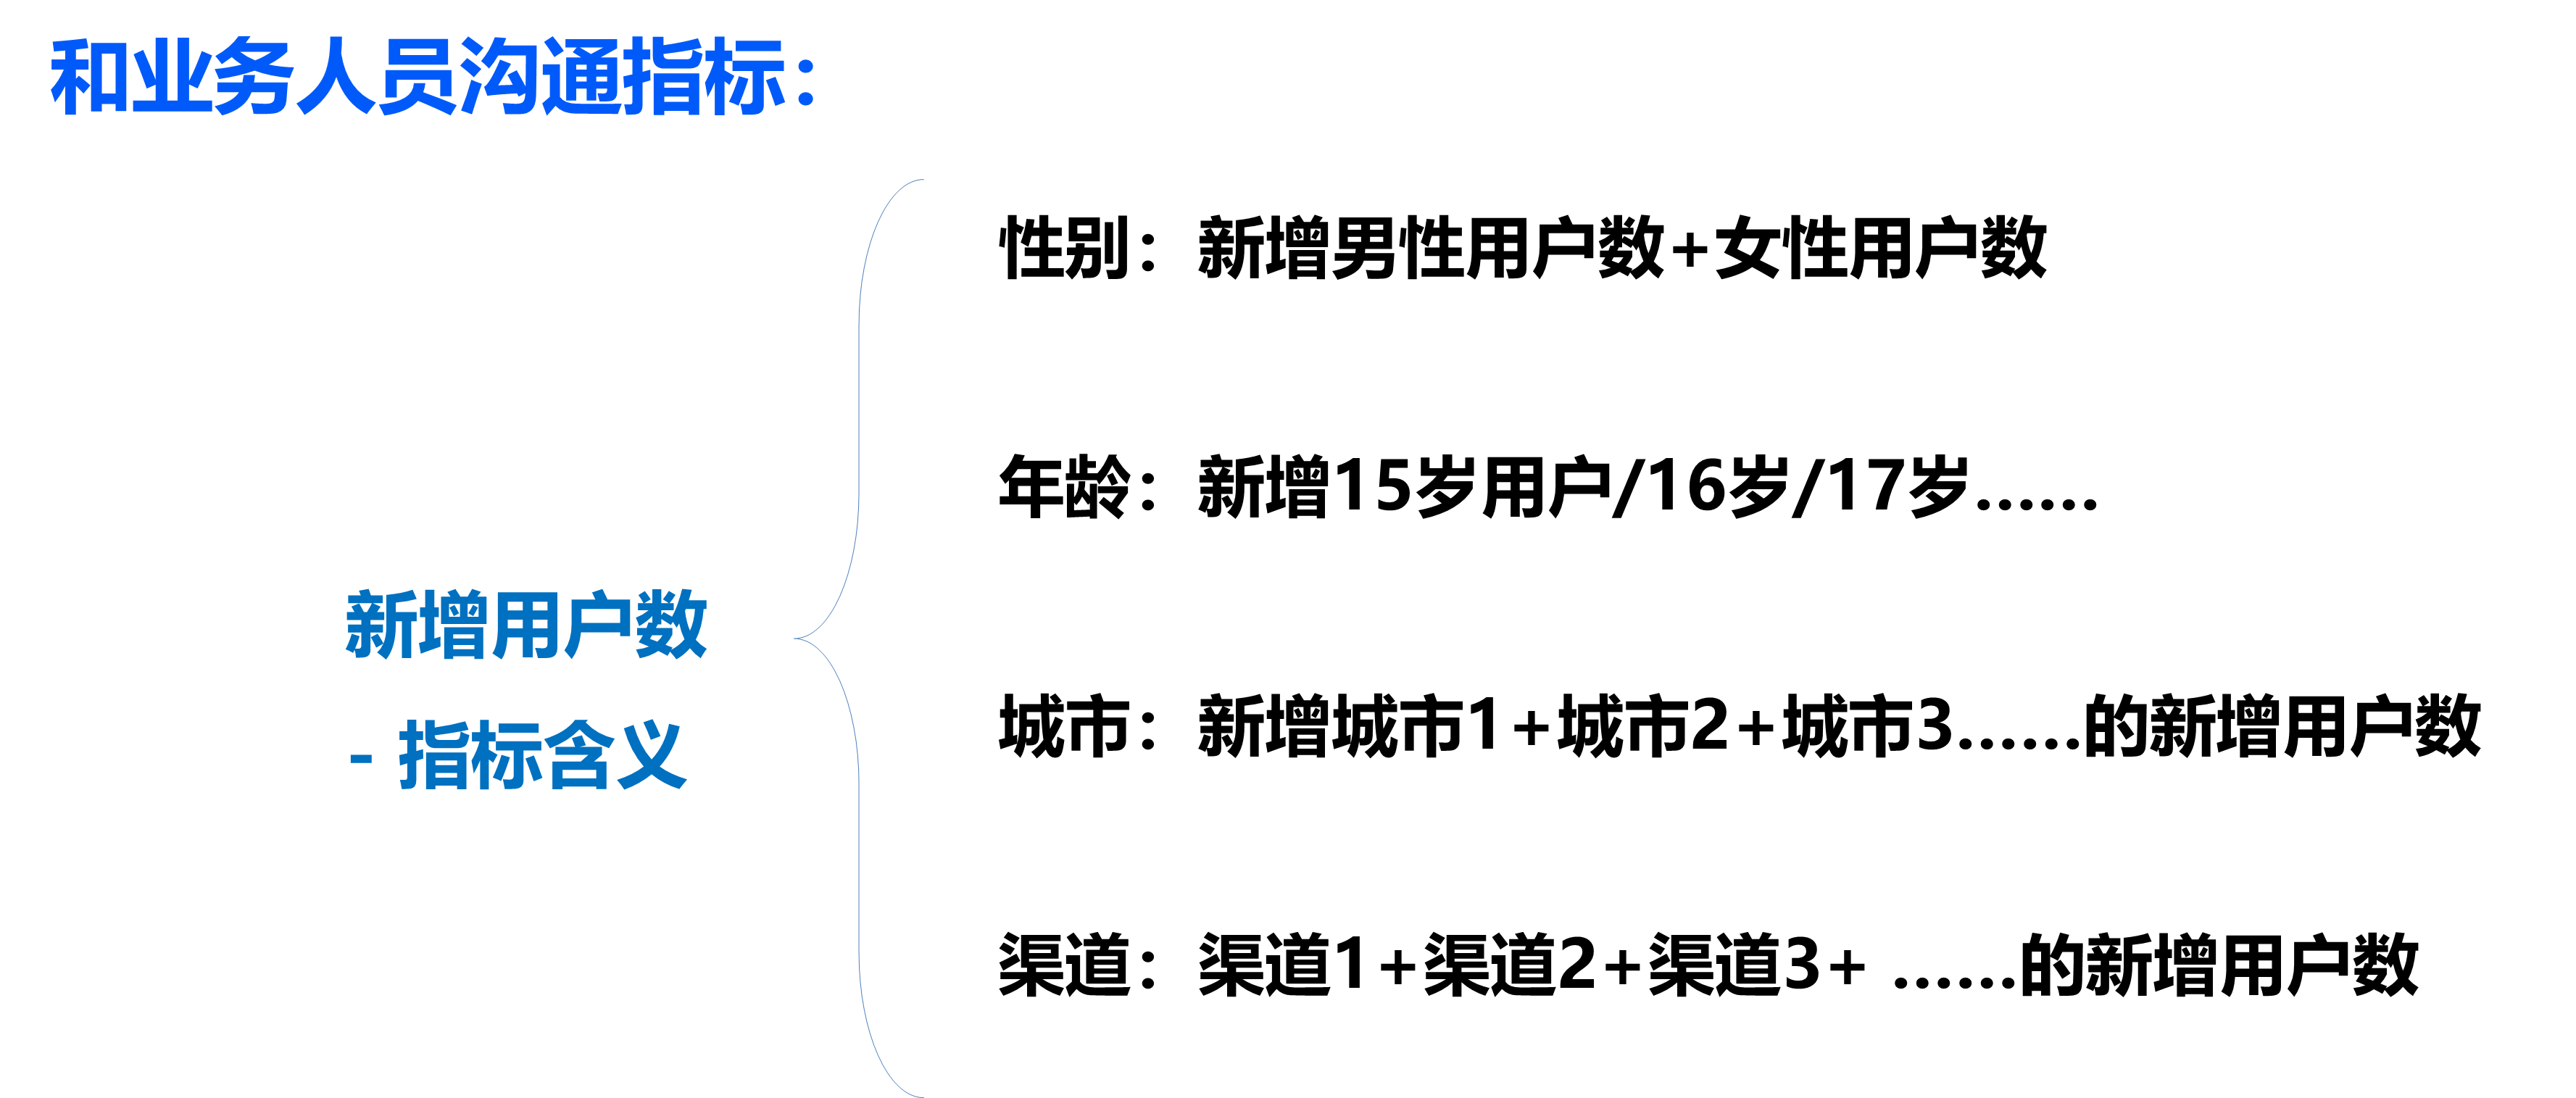 和业务人员沟通指标：
性别：新增男性用户数+女性用户数
年龄：新增15岁用户/16岁/17岁……
新增用户数
- 指标含义
城市：新增城市1+城市2+城市3……的新增用户数
渠道：渠道1+渠道2+渠道3+ ……的新增用户数